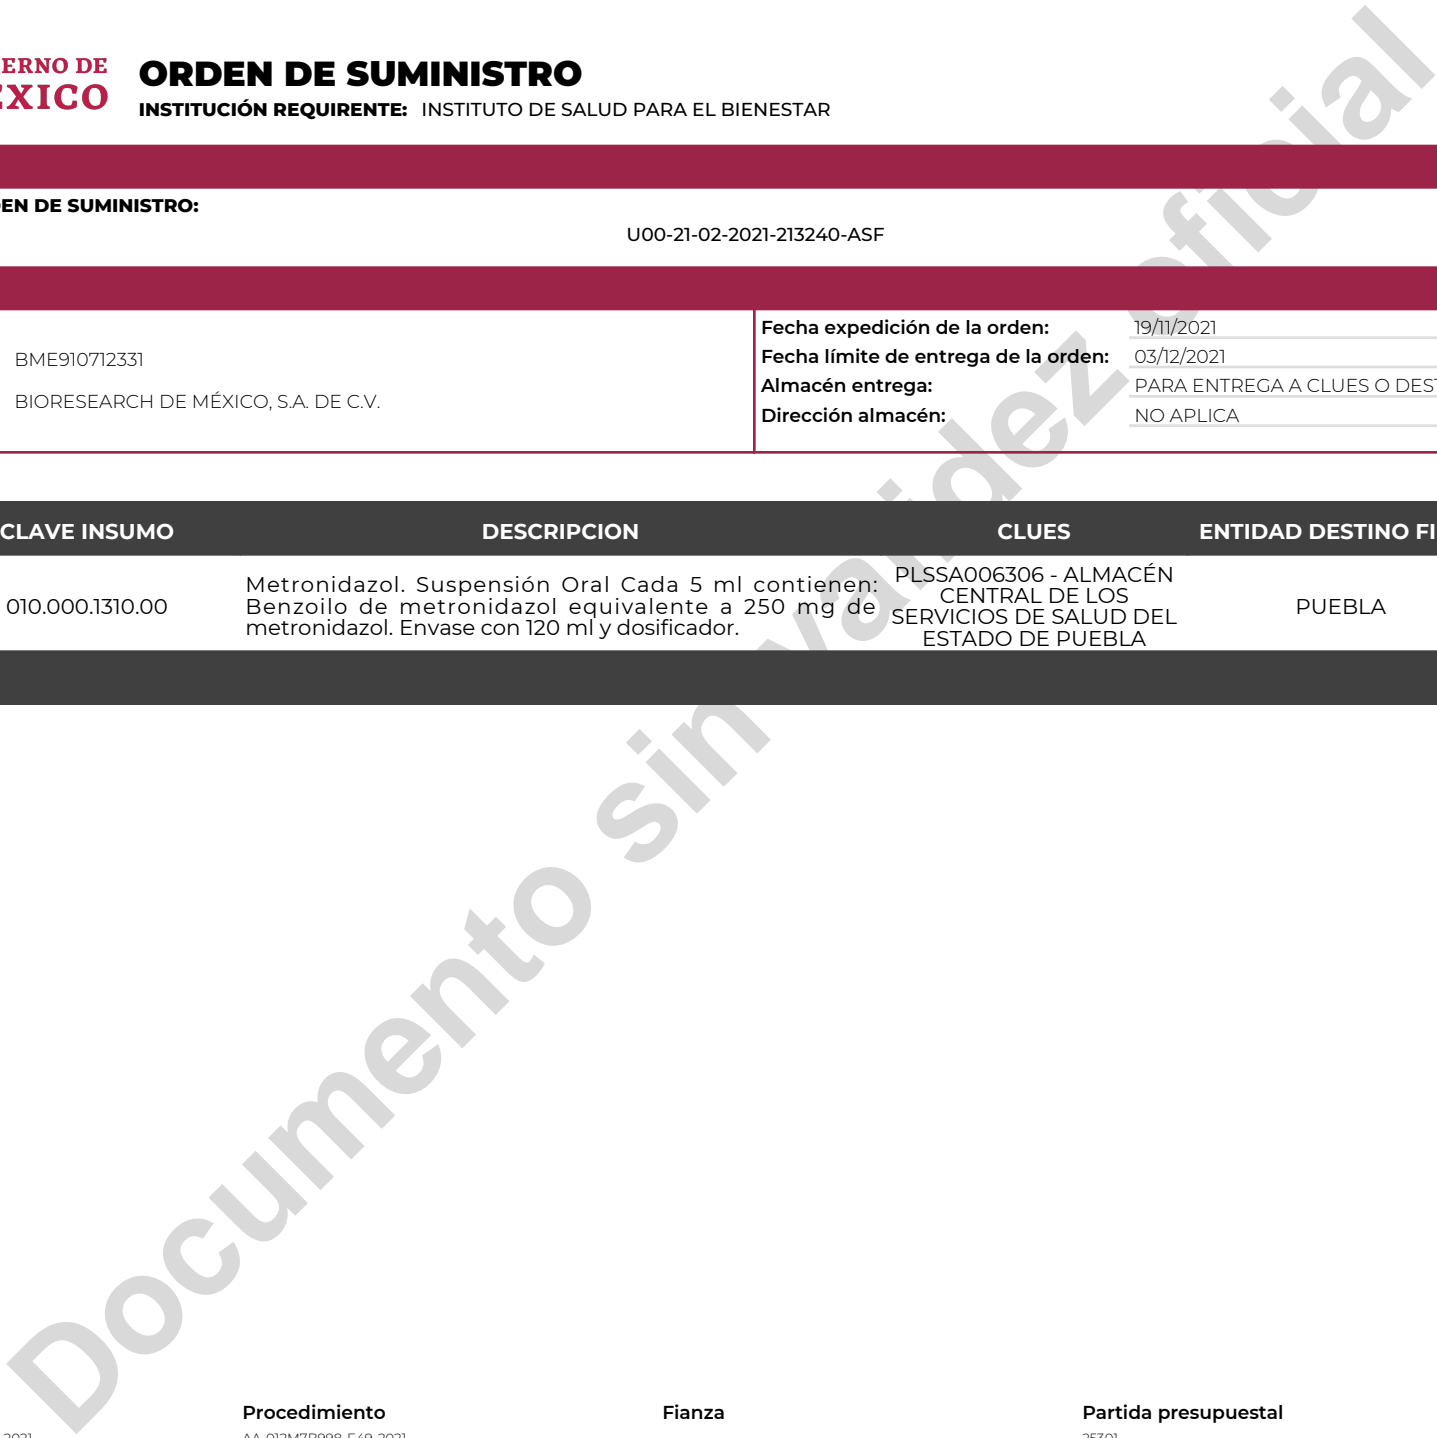 ERNO DE
ORDEN DE SUMINISTRO
EXICO
INSTITUCIÓN REQUIRENTE: INSTITUTO DE SALUD PARA EL BIENESTAR
EN DE SUMINISTRO:
U00-21-02-2021-213240-ASF
Fecha expedición de la orden: 19/11/2021
BME910712331
Fecha límite de entrega de la orden: 03/12/2021
Almacén entrega: PARA ENTREGA A CLUES O DEST
BIORESEARCH DE MÉXICO, S.A. DE C.V.
Dirección almacén: NO APLICA
CLAVE INSUMO DESCRIPCION CLUES ENTIDAD DESTINO FI
010.000.1310.00
Metronidazol. Suspensión Oral Cada 5 ml contienen:
Benzoilo de metronidazol equivalente a 250 mg de
metronidazol. Envase con 120 ml y dosificador.
PLSSA006306 - ALMACÉN
CENTRAL DE LOS
SERVICIOS DE SALUD DEL
ESTADO DE PUEBLA
PUEBLA
Documento sin validez oficial
Procedimiento Fianza Partida presupuestal